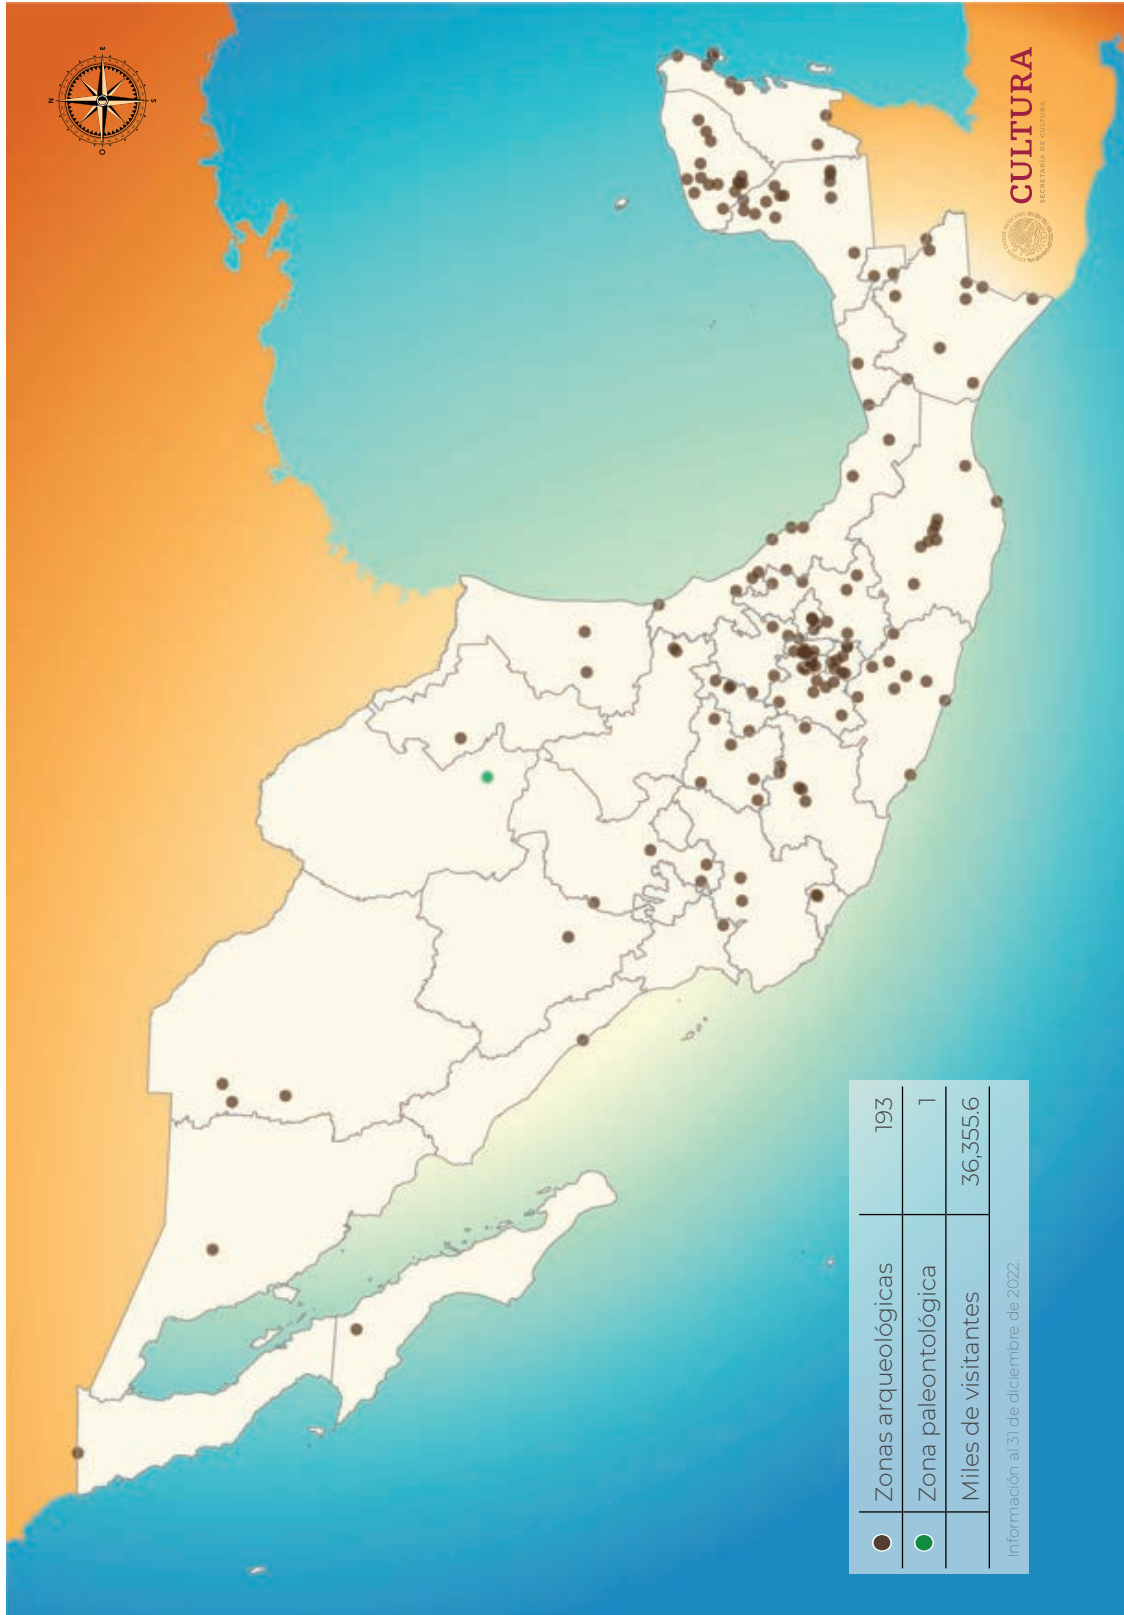 N
E
S
O
CULTURA
SECRETARÍA DE CULTURA
Zonas arqueológicas 193
Zona paleontológica 1
Miles de visitantes 36,355.6
Información al 31 de diciembre de 2022.